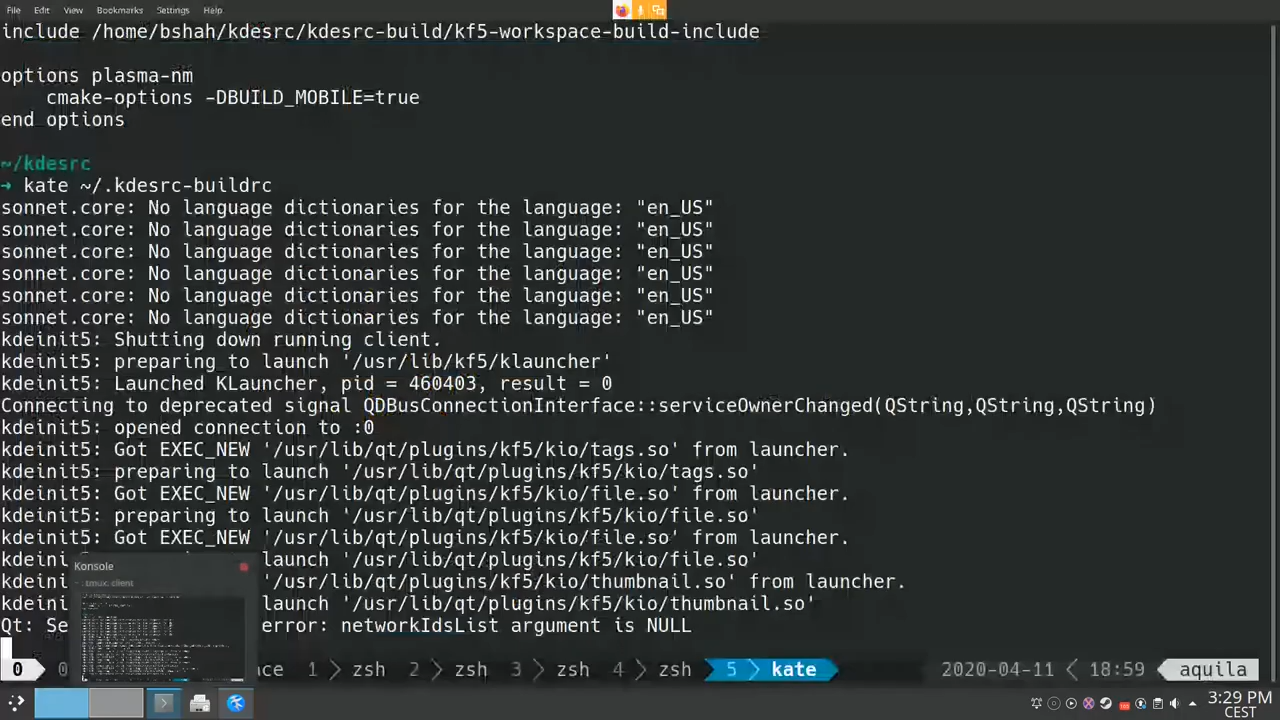 File Edit View Bookmarks Settings Help
include /home/bshah/kdesrc/kdesrc-build/kf5-workspace-build-include
options plasma-nm
cmake-options -DBUILD_MOBILE=true
end options
~/kdesrc
➜ kate ~/.kdesrc-buildrc
sonnet.core: No language dictionaries for the language: "en_US"
sonnet.core: No language dictionaries for the language: "en_US"
sonnet.core: No language dictionaries for the language: "en_US"
sonnet.core: No language dictionaries for the language: "en_US"
sonnet.core: No language dictionaries for the language: "en_US"
sonnet.core: No language dictionaries for the language: "en_US"
kdeinit5: Shutting down running client.
kdeinit5: preparing to launch '/usr/lib/kf5/klauncher'
kdeinit5: Launched KLauncher, pid = 460403, result = 0
Connecting to deprecated signal QDBusConnectionInterface::serviceOwnerChanged(QString,QString,QString)
kdeinit5: opened connection to :0
kdeinit5: Got EXEC_NEW '/usr/lib/qt/plugins/kf5/kio/tags.so' from launcher.
kdeinit5: preparing to launch '/usr/lib/qt/plugins/kf5/kio/tags.so'
kdeinit5: Got EXEC_NEW '/usr/lib/qt/plugins/kf5/kio/file.so' from launcher.
kdeinit5: preparing to launch '/usr/lib/qt/plugins/kf5/kio/file.so'
kdeinit5: Got EXEC_NEW '/usr/lib/qt/plugins/kf5/kio/file.so' from launcher.
kdeini launch '/usr/lib/qt/plugins/kf5/kio/file.so'
Konsole
kdeini '/usr/lib/qt/plugins/kf5/kio/thumbnail.so' from launcher.
~ : tmux: client
kdeini launch '/usr/lib/qt/plugins/kf5/kio/thumbnail.so'
Qt: Se error: networkIdsList argument is NULL
0 0 ce 1 zsh 2 zsh 3 zsh 4 zsh 5 kate 2020-04-11 18:59 aquila
3:29 PM
CEST